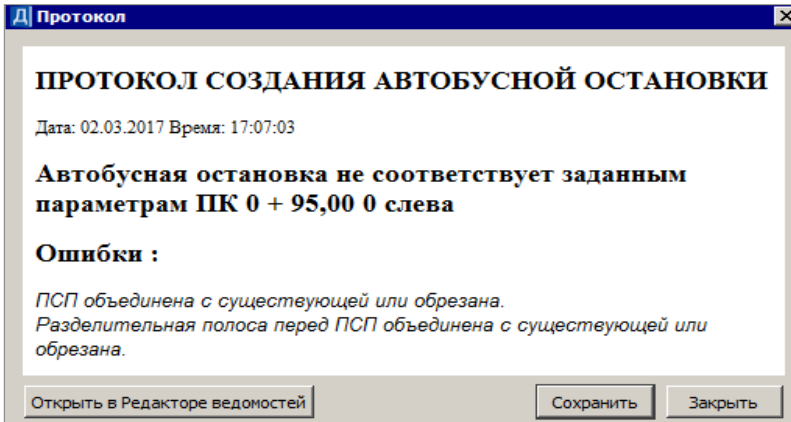 Д Протокол
ПРОТОКОЛ СОЗДАНИЯ АВТОБУСНОЙ ОСТАНОВКИ
Дата: 02.03.2017 Время: 17:07:03
Автобусная остановка не соответствует заданным
параметрам ПК 0 + 95,00 0 слева
Ошибки :
ПСП объединена с существующей или обрезана.
Разделительная полоса перед ПСП объединена с существующей или
обрезана.
Открыть в Редакторе ведомостей Сохранить Закрыть